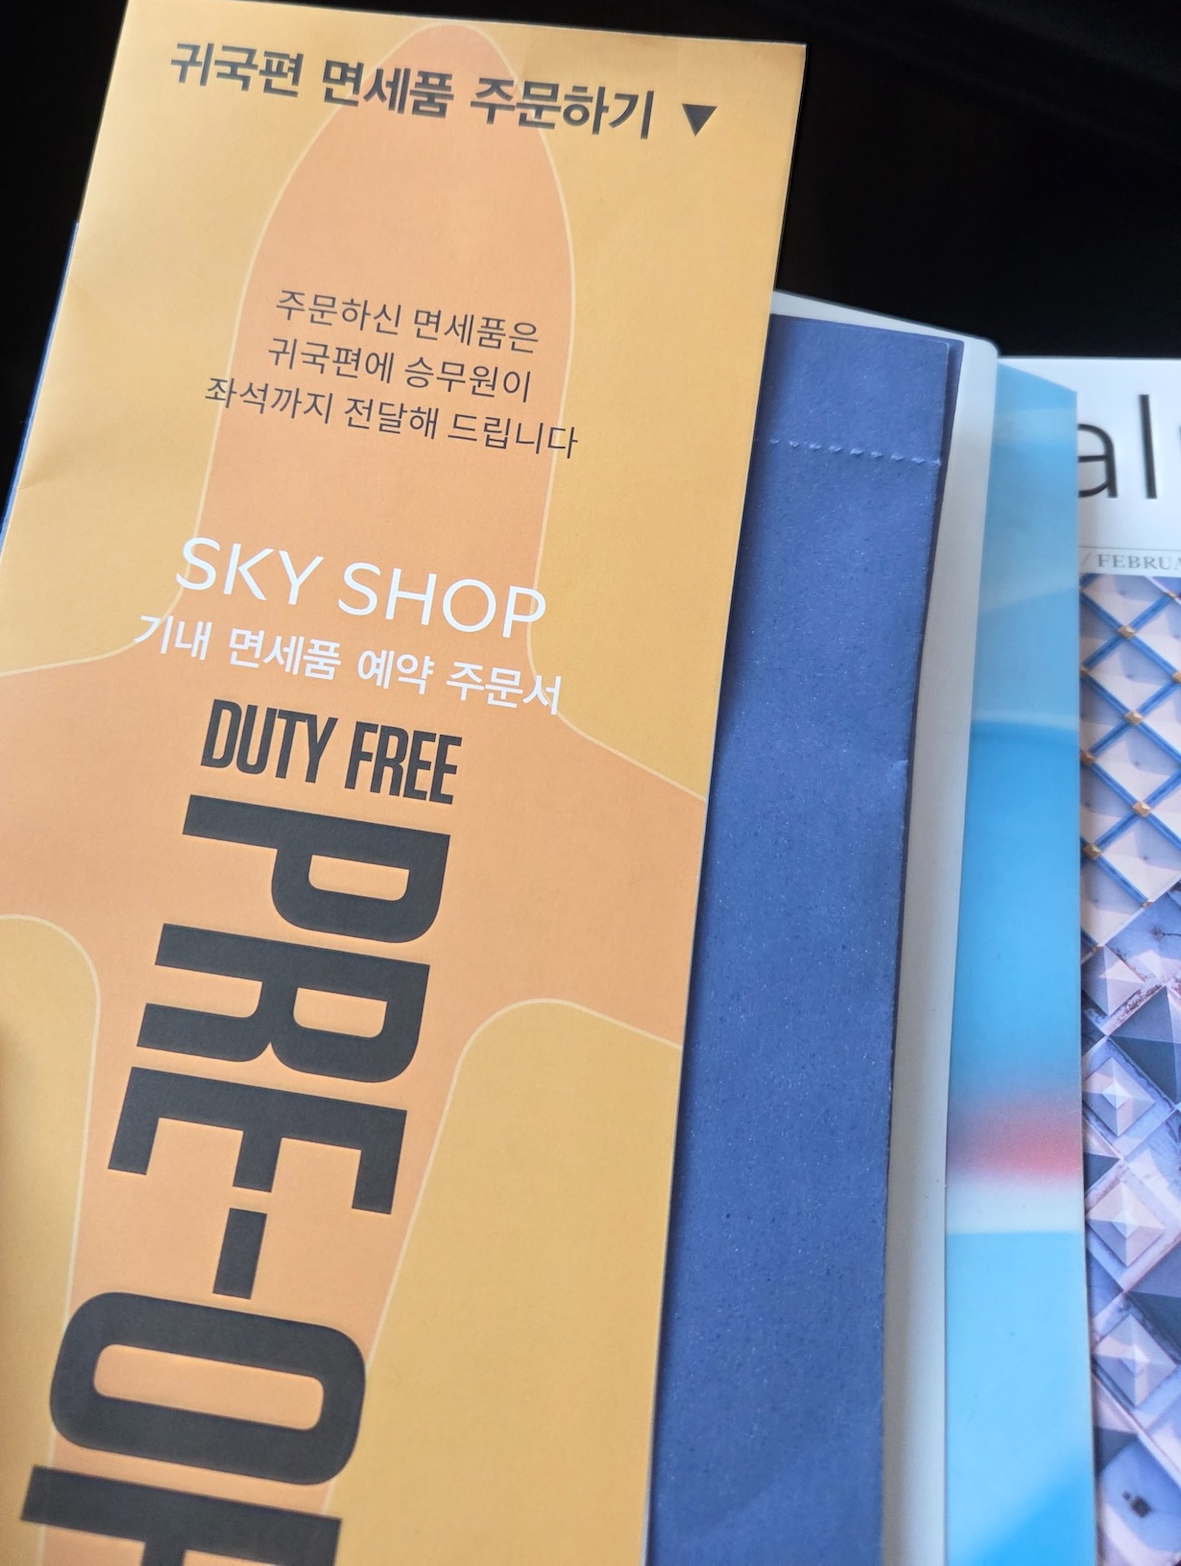 귀국편 면세품 주문하기 ▼
주문하신 면세품은
귀국편에 승무원이
좌석까지 전달해 드립니다
SKY SHOP
기내 면세품 예약 주문서
DUTY FREE
PRE-O